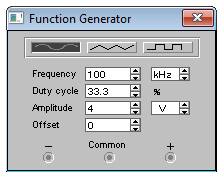 Function Generator
Frequency 100 kHz
Duty cycle 33.3 %
Amplitude 4 V
Offset 0
− Common +